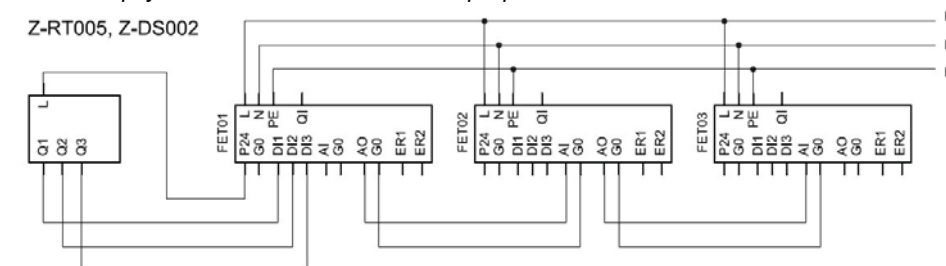 Z-RT005, Z-DS002
L
Q1 Q2 Q3
FET01
L N PE QI
P24 G0 DI1 DI2 DI3 AI G0 AO G0 ER1 ER2
FET02
L N PE QI
P24 G0 DI1 DI2 DI3 AI G0 AO G0 ER1 ER2
FET03
L N PE QI
P24 G0 DI1 DI2 DI3 AI G0 AO G0 ER1 ER2